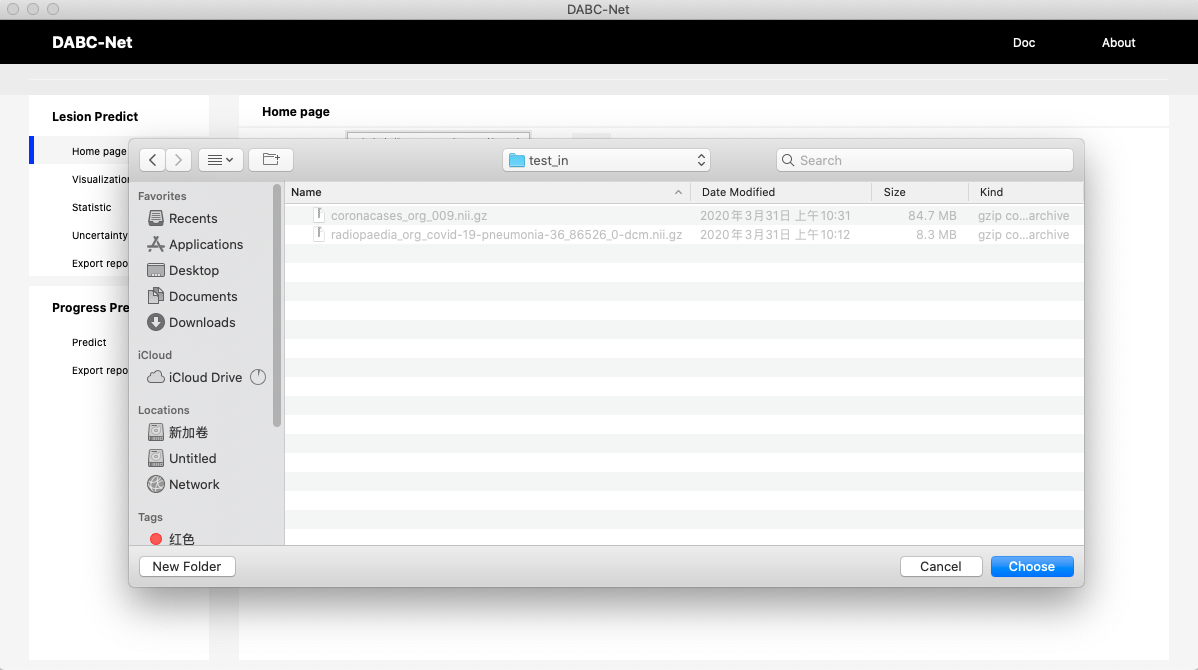 DABC-Net
DABC-Net
Doc
About
Lesion Predict
Home page
Home page
Visualization
Statistic
Uncertainty
Export repo
Progress Pre
Predict
Export repo
test_in
Search
Favorites
Recents
Applications
Desktop
Documents
Downloads
iCloud
iCloud Drive
Locations
新加卷
Untitled
Network
Tags
红色
Name Date Modified Size Kind
coronacases_org_009.nii.gz 2020年3月31日 上午10:31 84.7 MB gzip co...archive
radiopaedia_org_covid-19-pneumonia-36_86526_0-dcm.nii.gz 2020年3月31日 上午10:12 8.3 MB gzip co...archive
New Folder
Cancel
Choose